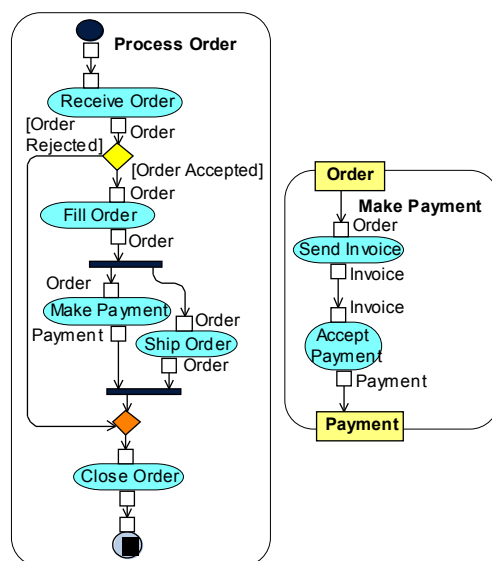 Process Order
Receive Order
[Order
Rejected]
Order
[Order Accepted]
Order
Fill Order
Order
Order
Make Payment
Payment
Order
Ship Order
Order
Close Order
Order
Make Payment
Order
Send Invoice
Invoice
Invoice
Accept
Payment
Payment
Payment